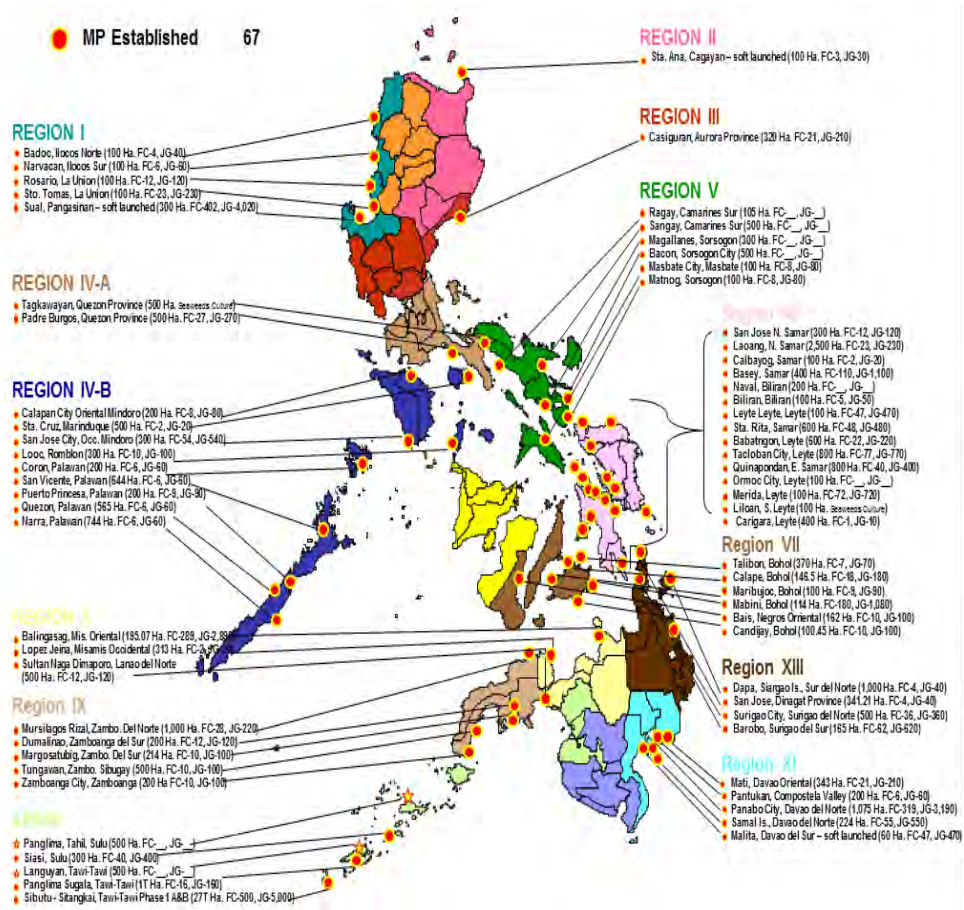 MP Established 67
REGION I
Badoc, Ilocos Norte (100 Ha. FC-4, JG-40)
Narvacan, Ilocos Sur (100 Ha. FC-6, JG-60)
Rosario, La Union (100 Ha. FC-12, JG-120)
Sto. Tomas, La Union (100 Ha. FC-23, JG-230)
Sual, Pangasinan – soft launched (300 Ha. FC-402, JG-4,020)
REGION IV-A
Tagkawayan, Quezon Province (500 Ha. Seaweeds Culture)
Padre Burgos, Quezon Province (500 Ha. FC-27, JG-270)
REGION IV-B
Calapan City Oriental Mindoro (200 Ha. FC-8, JG-80)
Sta. Cruz, Marinduque (500 Ha. FC-2, JG-20)
San Jose City, Occ. Mindoro (300 Ha. FC-54, JG-540)
Looc, Romblon (300 Ha. FC-10, JG-100)
Coron, Palawan (200 Ha. FC-6, JG-60)
San Vicente, Palawan (644 Ha. FC-6, JG-60)
Puerto Princesa, Palawan (200 Ha. FC-9, JG-90)
Quezon, Palawan (565 Ha. FC-6, JG-60)
Narra, Palawan (744 Ha. FC-6, JG-60)
Balingasag, Mis. Oriental (195.07 Ha. FC-289,
Lopez Jeina, Misamis Occidental (313 Ha.
Sultan Naga Dimaporo, Lanao del Norte
(500 Ha. FC-12, JG-120)
Region IX
Mursilagos Rizal, Zambo. Del Norte (1,000 Ha. FC-28, JG-220)
Dumalinao, Zamboanga del Sur (200 Ha. FC-12, JG-120)
Margosatubig, Zambo. Del Sur (214 Ha. FC-10, JG-100)
Tungawan, Zambo. Sibugay (500 Ha. FC-10, JG-100)
Zamboanga City, Zamboanga (200 Ha FC-10, JG-100)
Panglima, Tahil, Sulu (500 Ha. FC-__, JG-__)
Siasi, Sulu (300 Ha. FC-40, JG-400)
Languyan, Tawi-Tawi (500 Ha. FC-__, JG-__)
Panglima Sugala, Tawi-Tawi (1T Ha. FC-16, JG-160)
Sibutu - Sitangkai, Tawi-Tawi Phase 1 A&B (27T Ha. FC-500, JG-5,000)
REGION II
Sta. Ana, Cagayan – soft launched (100 Ha. FC-3, JG-30)
REGION III
Casiguran, Aurora Province (320 Ha. FC-21, JG-210)
REGION V
Ragay, Camarines Sur (105 Ha. FC-__, JG-__)
Sangay, Camarines Sur (500 Ha. FC-__, JG-__)
Magallanes, Sorsogon (300 Ha. FC-__, JG-__)
Bacon, Sorsogon City (500 Ha. FC-__, JG-__)
Masbate City, Masbate (100 Ha. FC-8, JG-80)
Matnog, Sorsogon (100 Ha. FC-8, JG-80)
San Jose N. Samar (300 Ha. FC-12, JG-120)
Laoang, N. Samar (2,500 Ha. FC-23, JG-230)
Calbayog, Samar (100 Ha. FC-2, JG-20)
Basey, Samar (400 Ha. FC-110, JG-1,100)
Naval, Biliran (200 Ha. FC-__, JG-__)
Biliran, Biliran (100 Ha. FC-5, JG-50)
Leyte Leyte, Leyte (100 Ha. FC-47, JG-470)
Sta. Rita, Samar (600 Ha. FC-48, JG-480)
Babatngon, Leyte (600 Ha. FC-22, JG-220)
Tacloban City, Leyte (800 Ha. FC-77, JG-770)
Quinapondan, E. Samar (800 Ha. FC-40, JG-400)
Ormoc City, Leyte (100 Ha. FC-__, JG-__)
Merida, Leyte (100 Ha. FC-72, JG-720)
Liloan, S. Leyte (100 Ha. Seaweeds Culture)
Carigara, Leyte (400 Ha. FC-1, JG-10)
Region VII
Talibon, Bohol (370 Ha. FC-7, JG-70)
Calape, Bohol (146.5 Ha. FC-18, JG-180)
Maribujoc, Bohol (100 Ha. FC-9, JG-90)
Mabini, Bohol (114 Ha. FC-180, JG-1,080)
Bais, Negros Oriental (162 Ha. FC-10, JG-100)
Candijay, Bohol (100.45 Ha. FC-10, JG-100)
Region XIII
Dapa, Siargao Is., Sur del Norte (1,000 Ha. FC-4, JG-40)
San Jose, Dinagat Province (341.21 Ha. FC-4, JG-40)
Surigao City, Surigao del Norte (500 Ha. FC-36, JG-360)
Barobo, Surigao del Sur (165 Ha. FC-62, JG-620)
Region XI
Mati, Davao Oriental (343 Ha. FC-21, JG-210)
Pantukan, Compostela Valley (200 Ha. FC-6, JG-60)
Panabo City, Davao del Norte (1,075 Ha. FC-319, JG-3,190)
Samal Is., Davao del Norte (224 Ha. FC-55, JG-550)
Malita, Davao del Sur – soft launched (60 Ha. FC-47, JG-470)